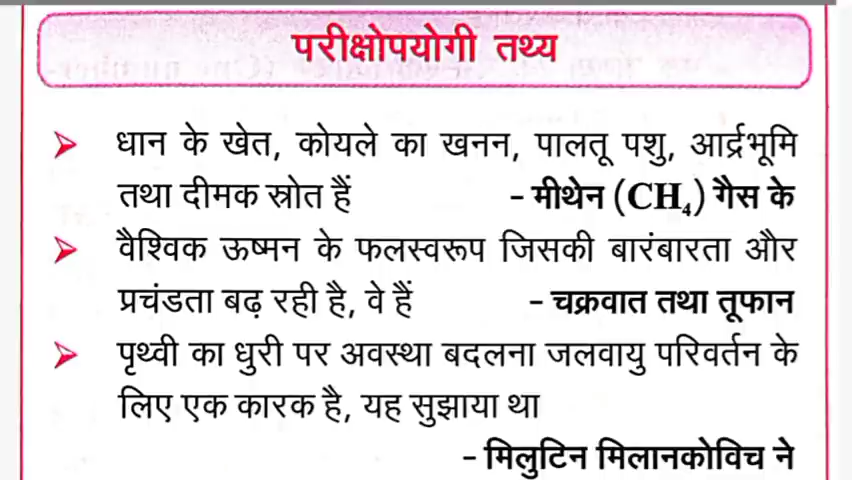 परीक्षोपयोगी तथ्य
➢ धान के खेत, कोयले का खनन, पालतू पशु, आर्द्रभूमि
तथा दीमक स्रोत हैं – मीथेन (CH₄) गैस के
➢ वैश्विक ऊष्मन के फलस्वरूप जिसकी बारंबारता और
प्रचंडता बढ़ रही है, वे हैं – चक्रवात तथा तूफान
➢ पृथ्वी का धुरी पर अवस्था बदलना जलवायु परिवर्तन के
लिए एक कारक है, यह सुझाया था
– मिलुटिन मिलानकोविच ने